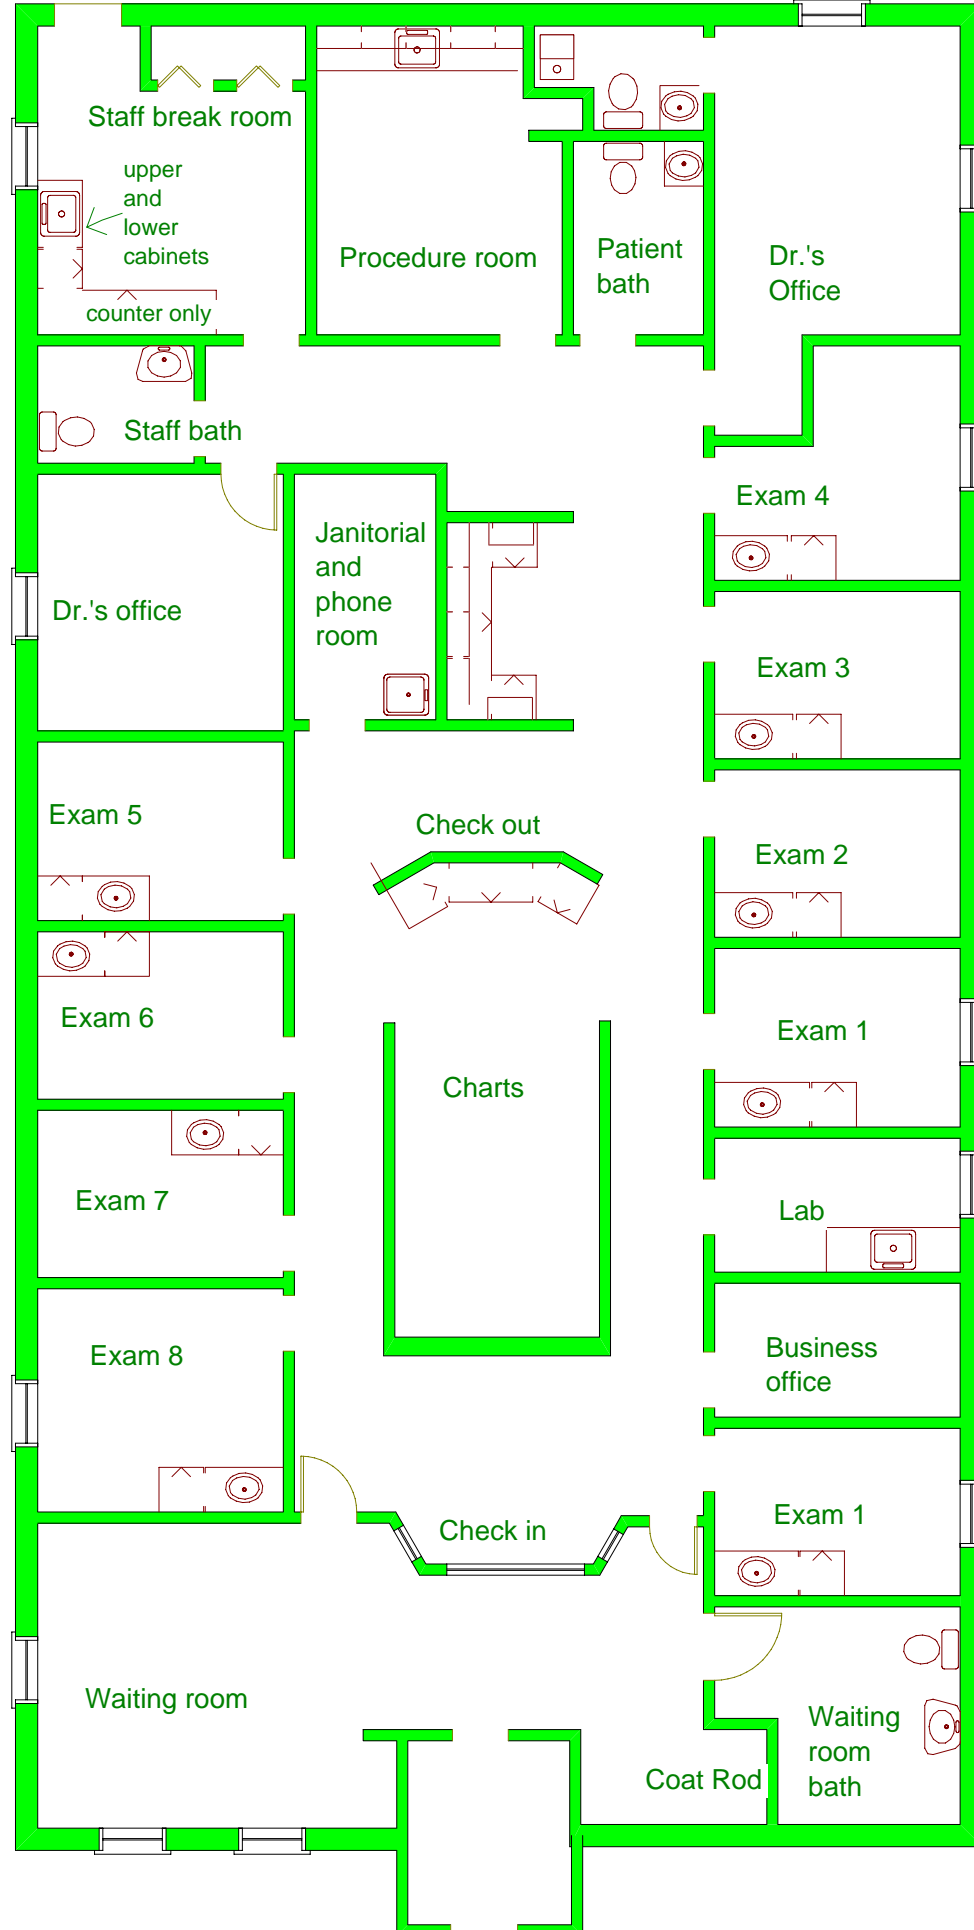 Staff break room
upper
and
lower
cabinets
counter only
Procedure room
Patient
bath
Dr.'s
Office
Staff bath
Exam 4
Janitorial
and
phone
room
Dr.'s office
Exam 3
Exam 5
Check out
Exam 2
Exam 6
Exam 1
Charts
Exam 7
Lab
Exam 8
Business
office
Check in
Exam 1
Waiting room
Waiting
room
bath
Coat Rod